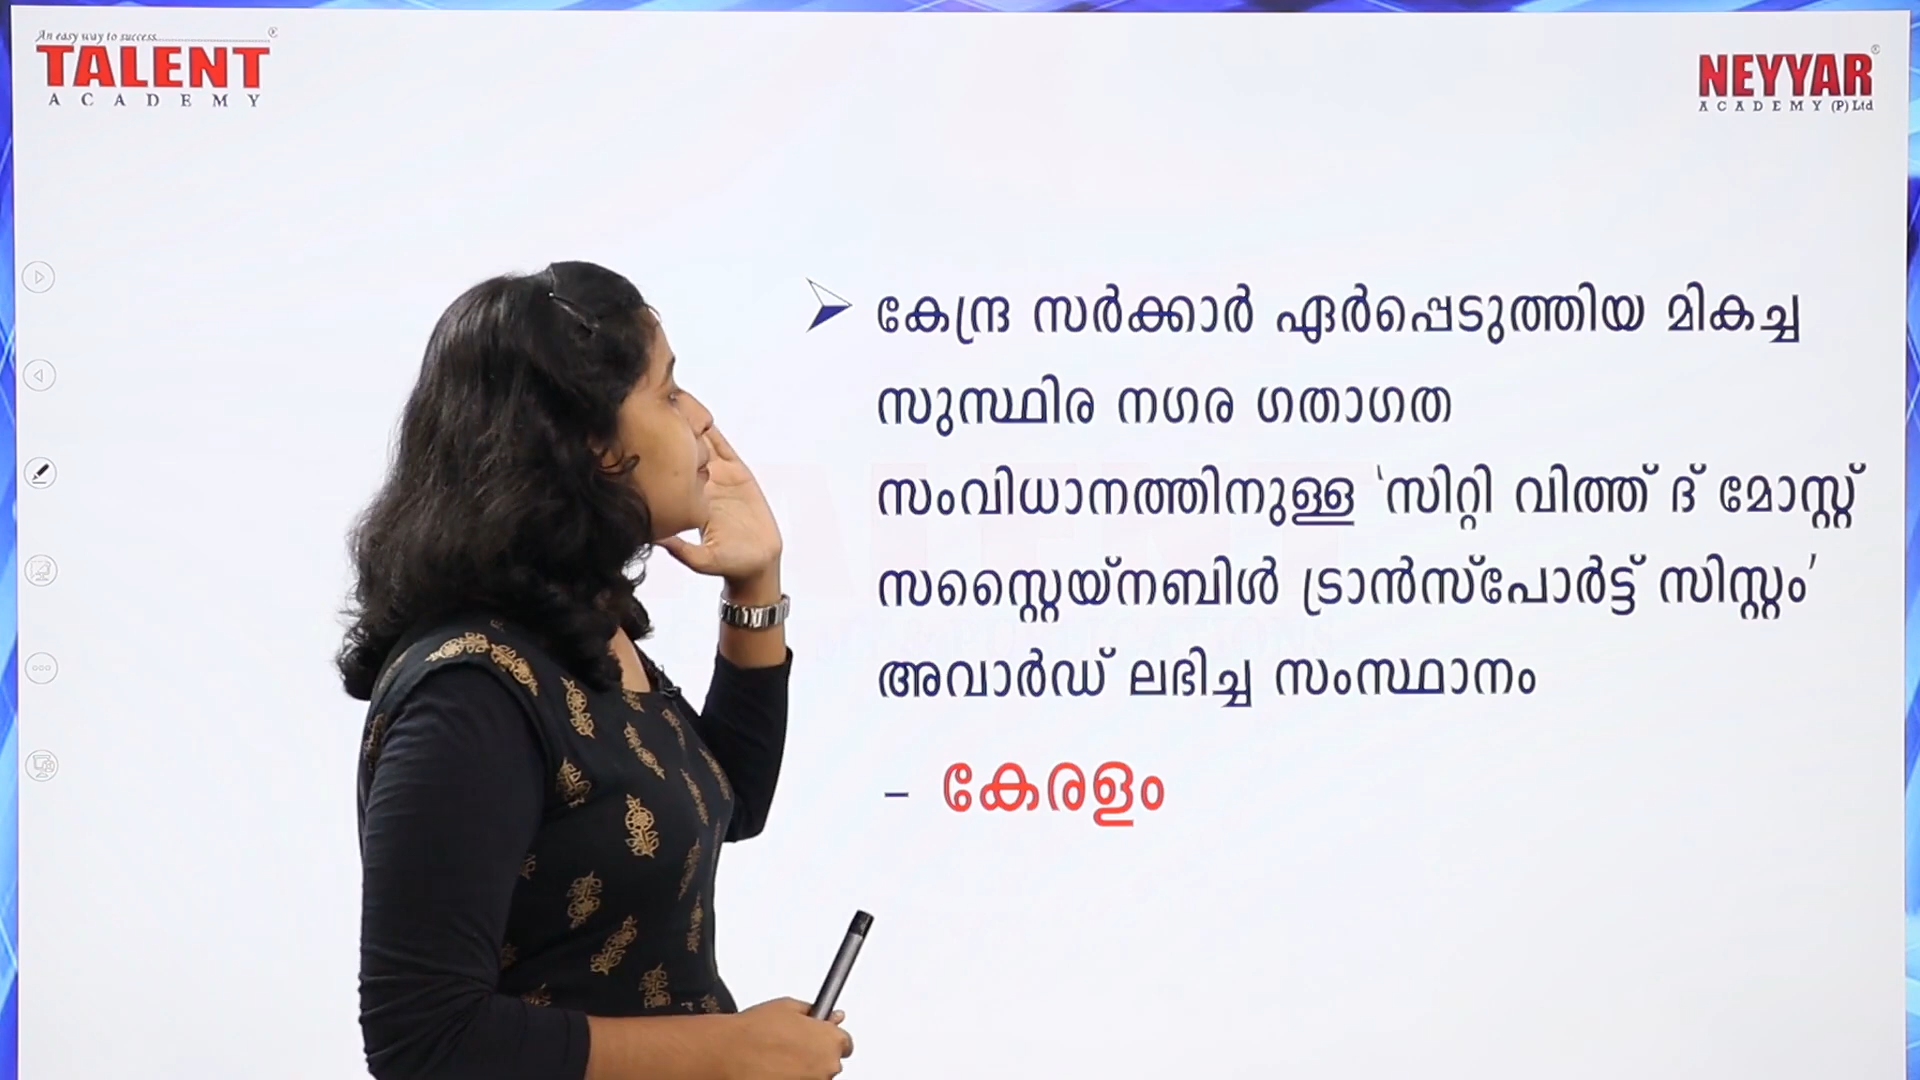 An easy way to success
TALENT
ACADEMY
NEYYAR
ACADEMY (P) Ltd
കേന്ദ്ര സർക്കാർ ഏർപ്പെടുത്തിയ മികച്ച
സുസ്ഥിര നഗര ഗതാഗത
സംവിധാനത്തിനുള്ള 'സിറ്റി വിത്ത് ദ് മോസ്റ്റ്
സസ്റ്റൈയ്നബിൾ ട്രാൻസ്പോർട്ട് സിസ്റ്റം'
അവാർഡ് ലഭിച്ച സംസ്ഥാനം
– കേരളം